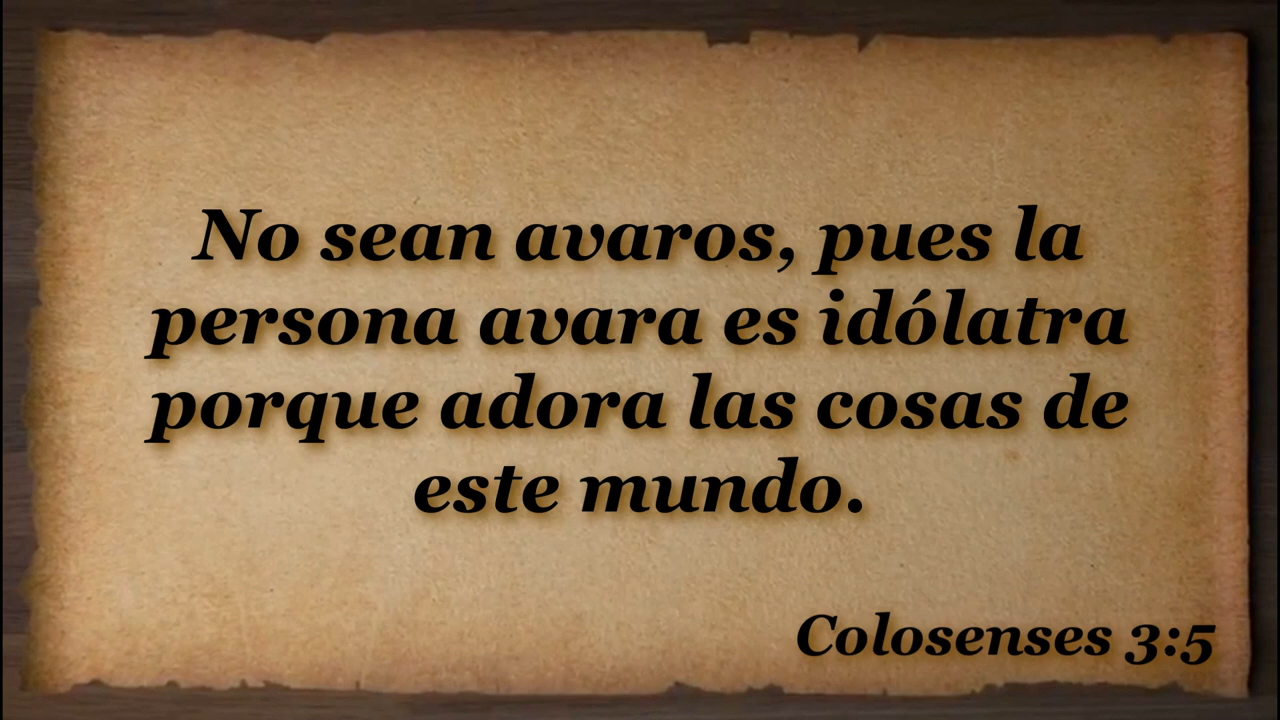 No sean avaros, pues la
persona avara es idólatra
porque adora las cosas de
este mundo.
Colosenses 3:5